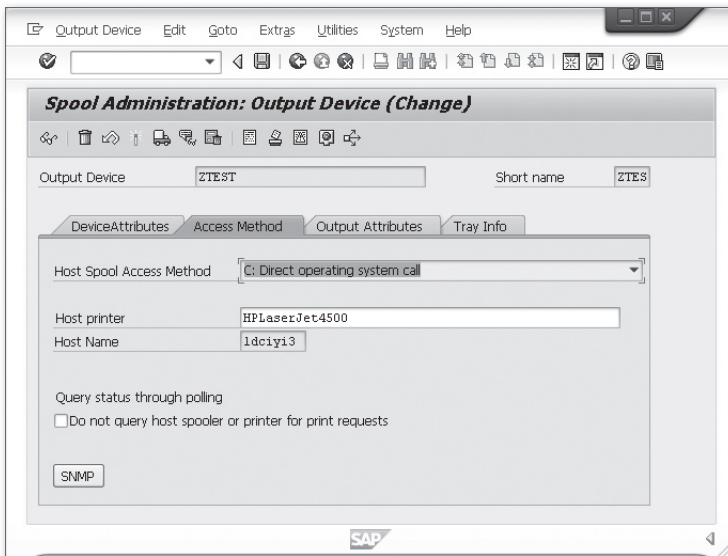 Output Device Edit Goto Extras Utilities System Help
Spool Administration: Output Device (Change)
Output Device ZTEST Short name ZTES
DeviceAttributes Access Method Output Attributes Tray Info
Host Spool Access Method C: Direct operating system call
Host printer HPLaserJet4500
Host Name ldciyi3
Query status through polling
Do not query host spooler or printer for print requests
SNMP
SAP